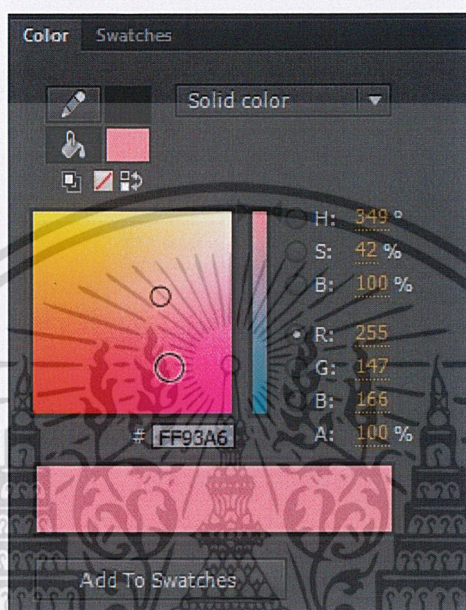 Color Swatches
Solid color
H: 349 °
S: 42 %
B: 100 %
R: 255
G: 147
B: 166
# FF93A6 A: 100 %
Add To Swatches